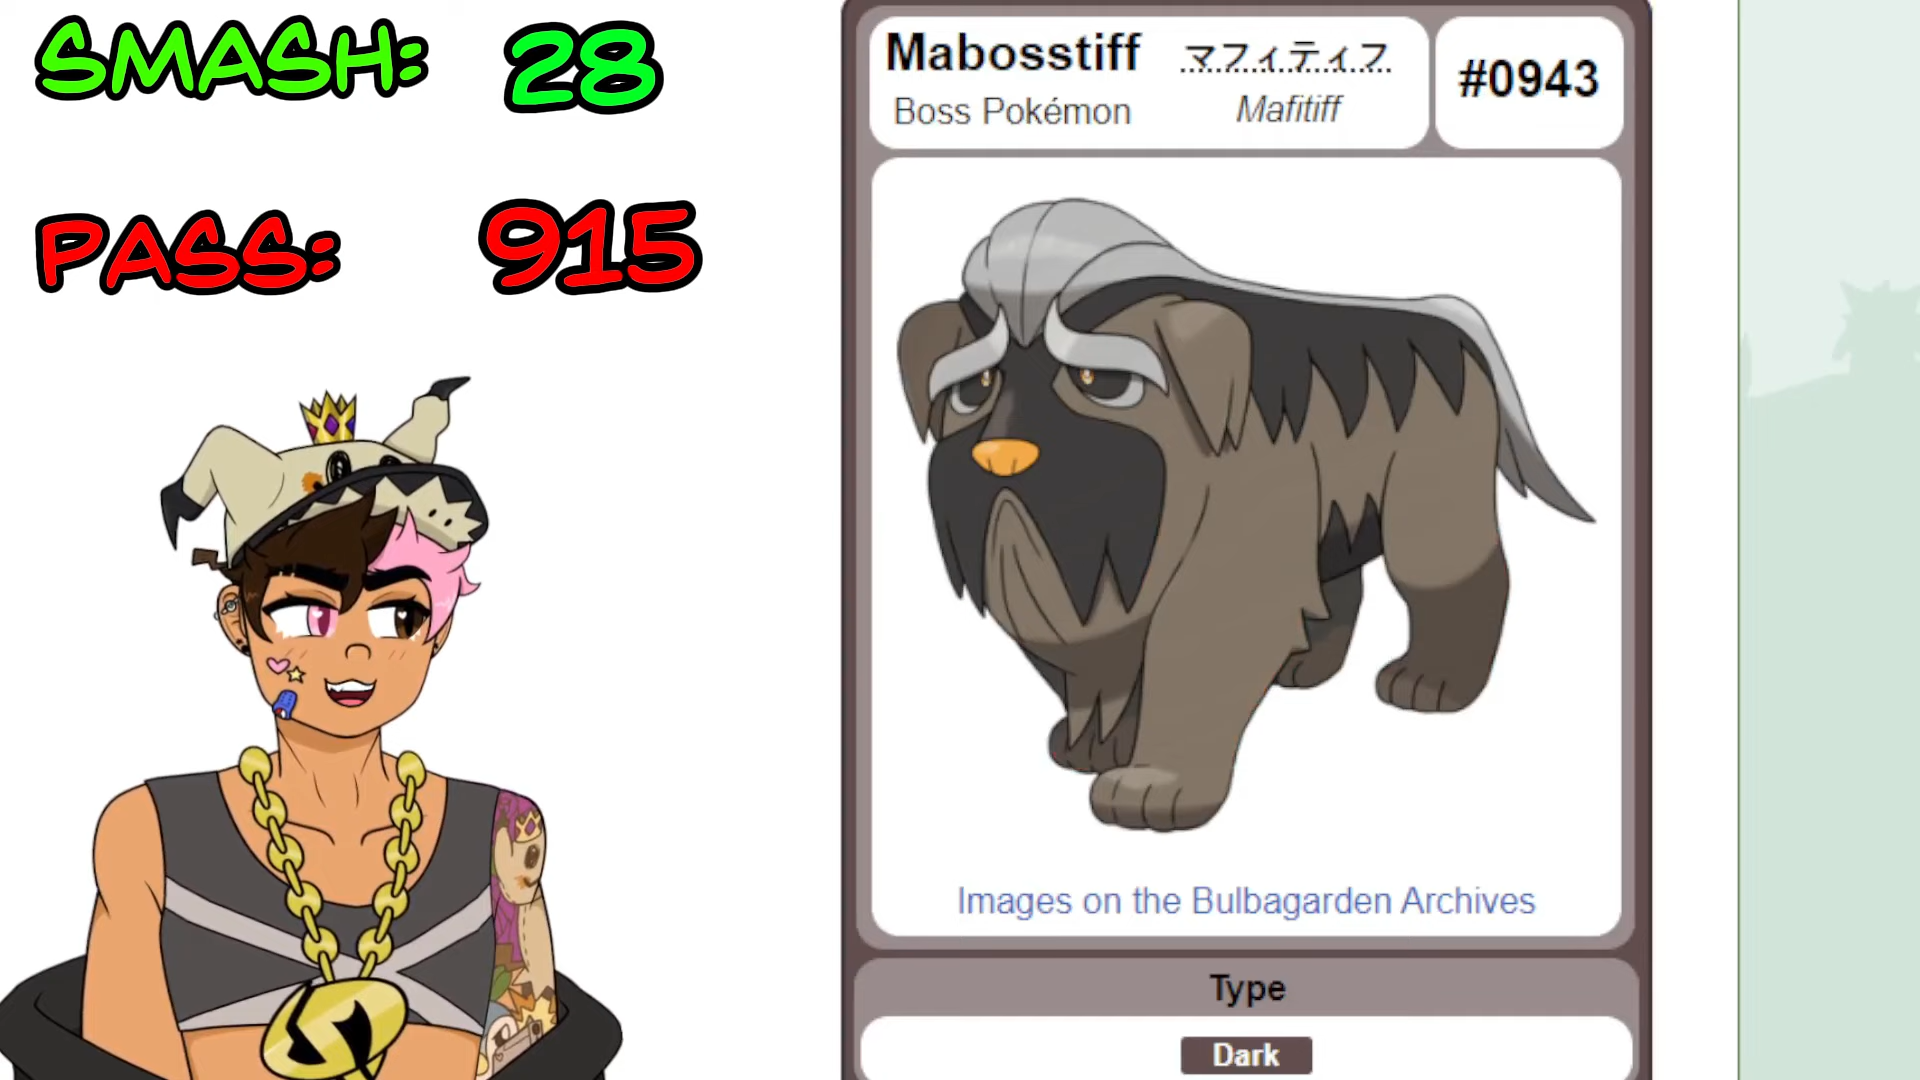 SMASH: 28
PASS: 915
Mabosstiff マフィティフ #0943
Boss Pokémon Mafitiff
Images on the Bulbagarden Archives
Type
Dark